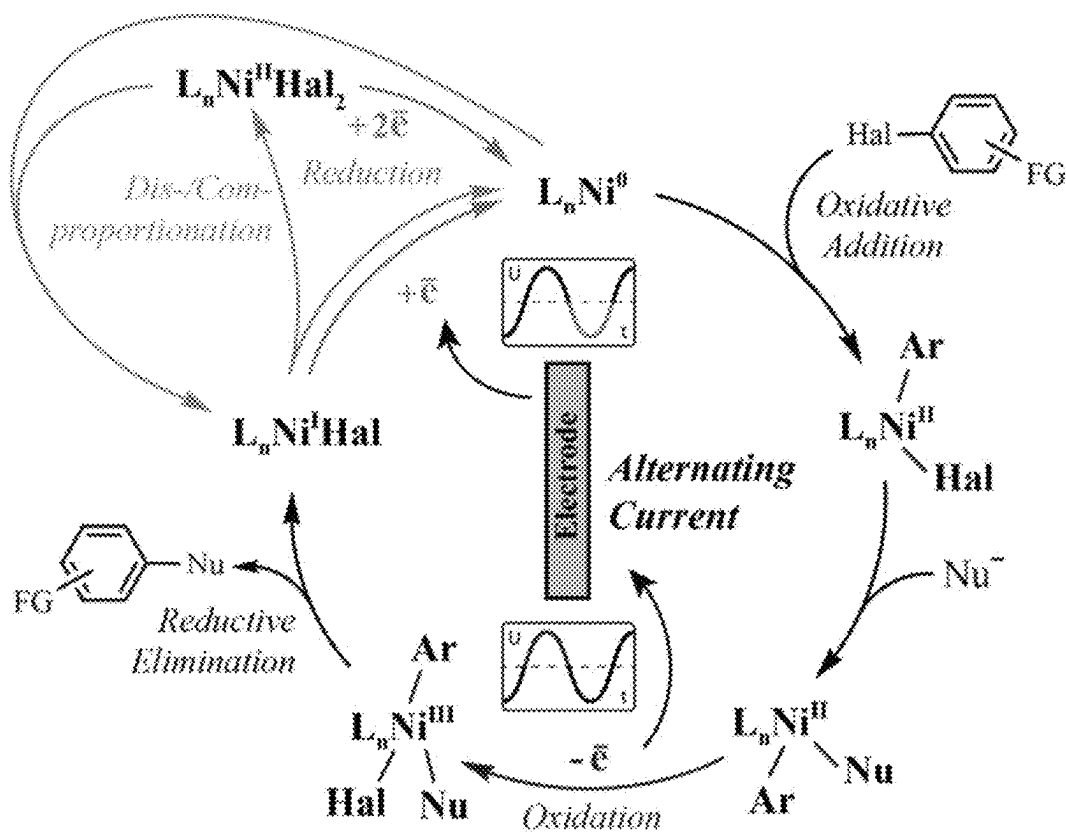 LₙNiᴵᴵHal₂
+2ē
Reduction
Dis-/Com-
proportionation
LₙNi⁰
Hal
FG
Oxidative
Addition
U
t
+ē
Ar
LₙNiᴵᴵ
Hal
LₙNiᴵHal
Electrode
Alternating
Current
Nu⁻
Nu
FG
Reductive
Elimination
U
t
Ar
LₙNiᴵᴵᴵ
Hal
Nu
-ē
Oxidation
LₙNiᴵᴵ
Nu
Ar